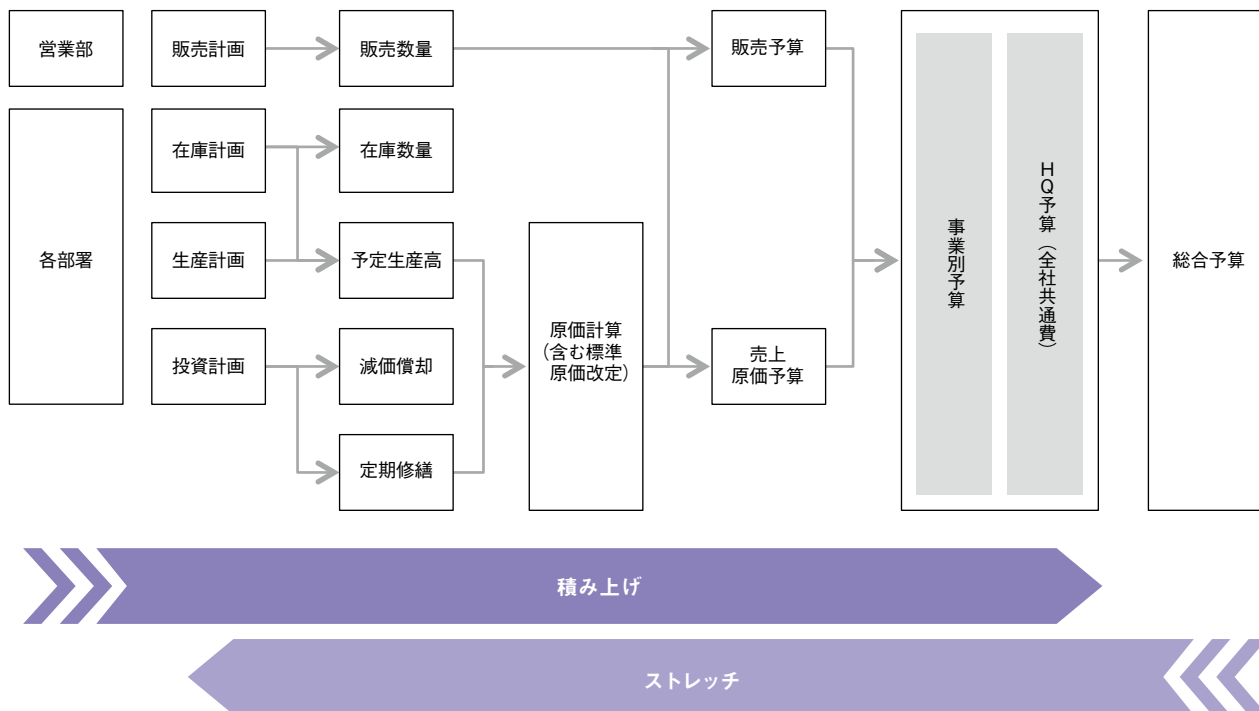 営業部
販売計画
販売数量
販売予算
各部署
在庫計画
在庫数量
生産計画
予定生産高
投資計画
減価償却
定期修繕
原価計算
（含む標準
原価改定）
売上
原価予算
事業別予算
HQ予算（全社共通費）
総合予算
積み上げ
ストレッチ